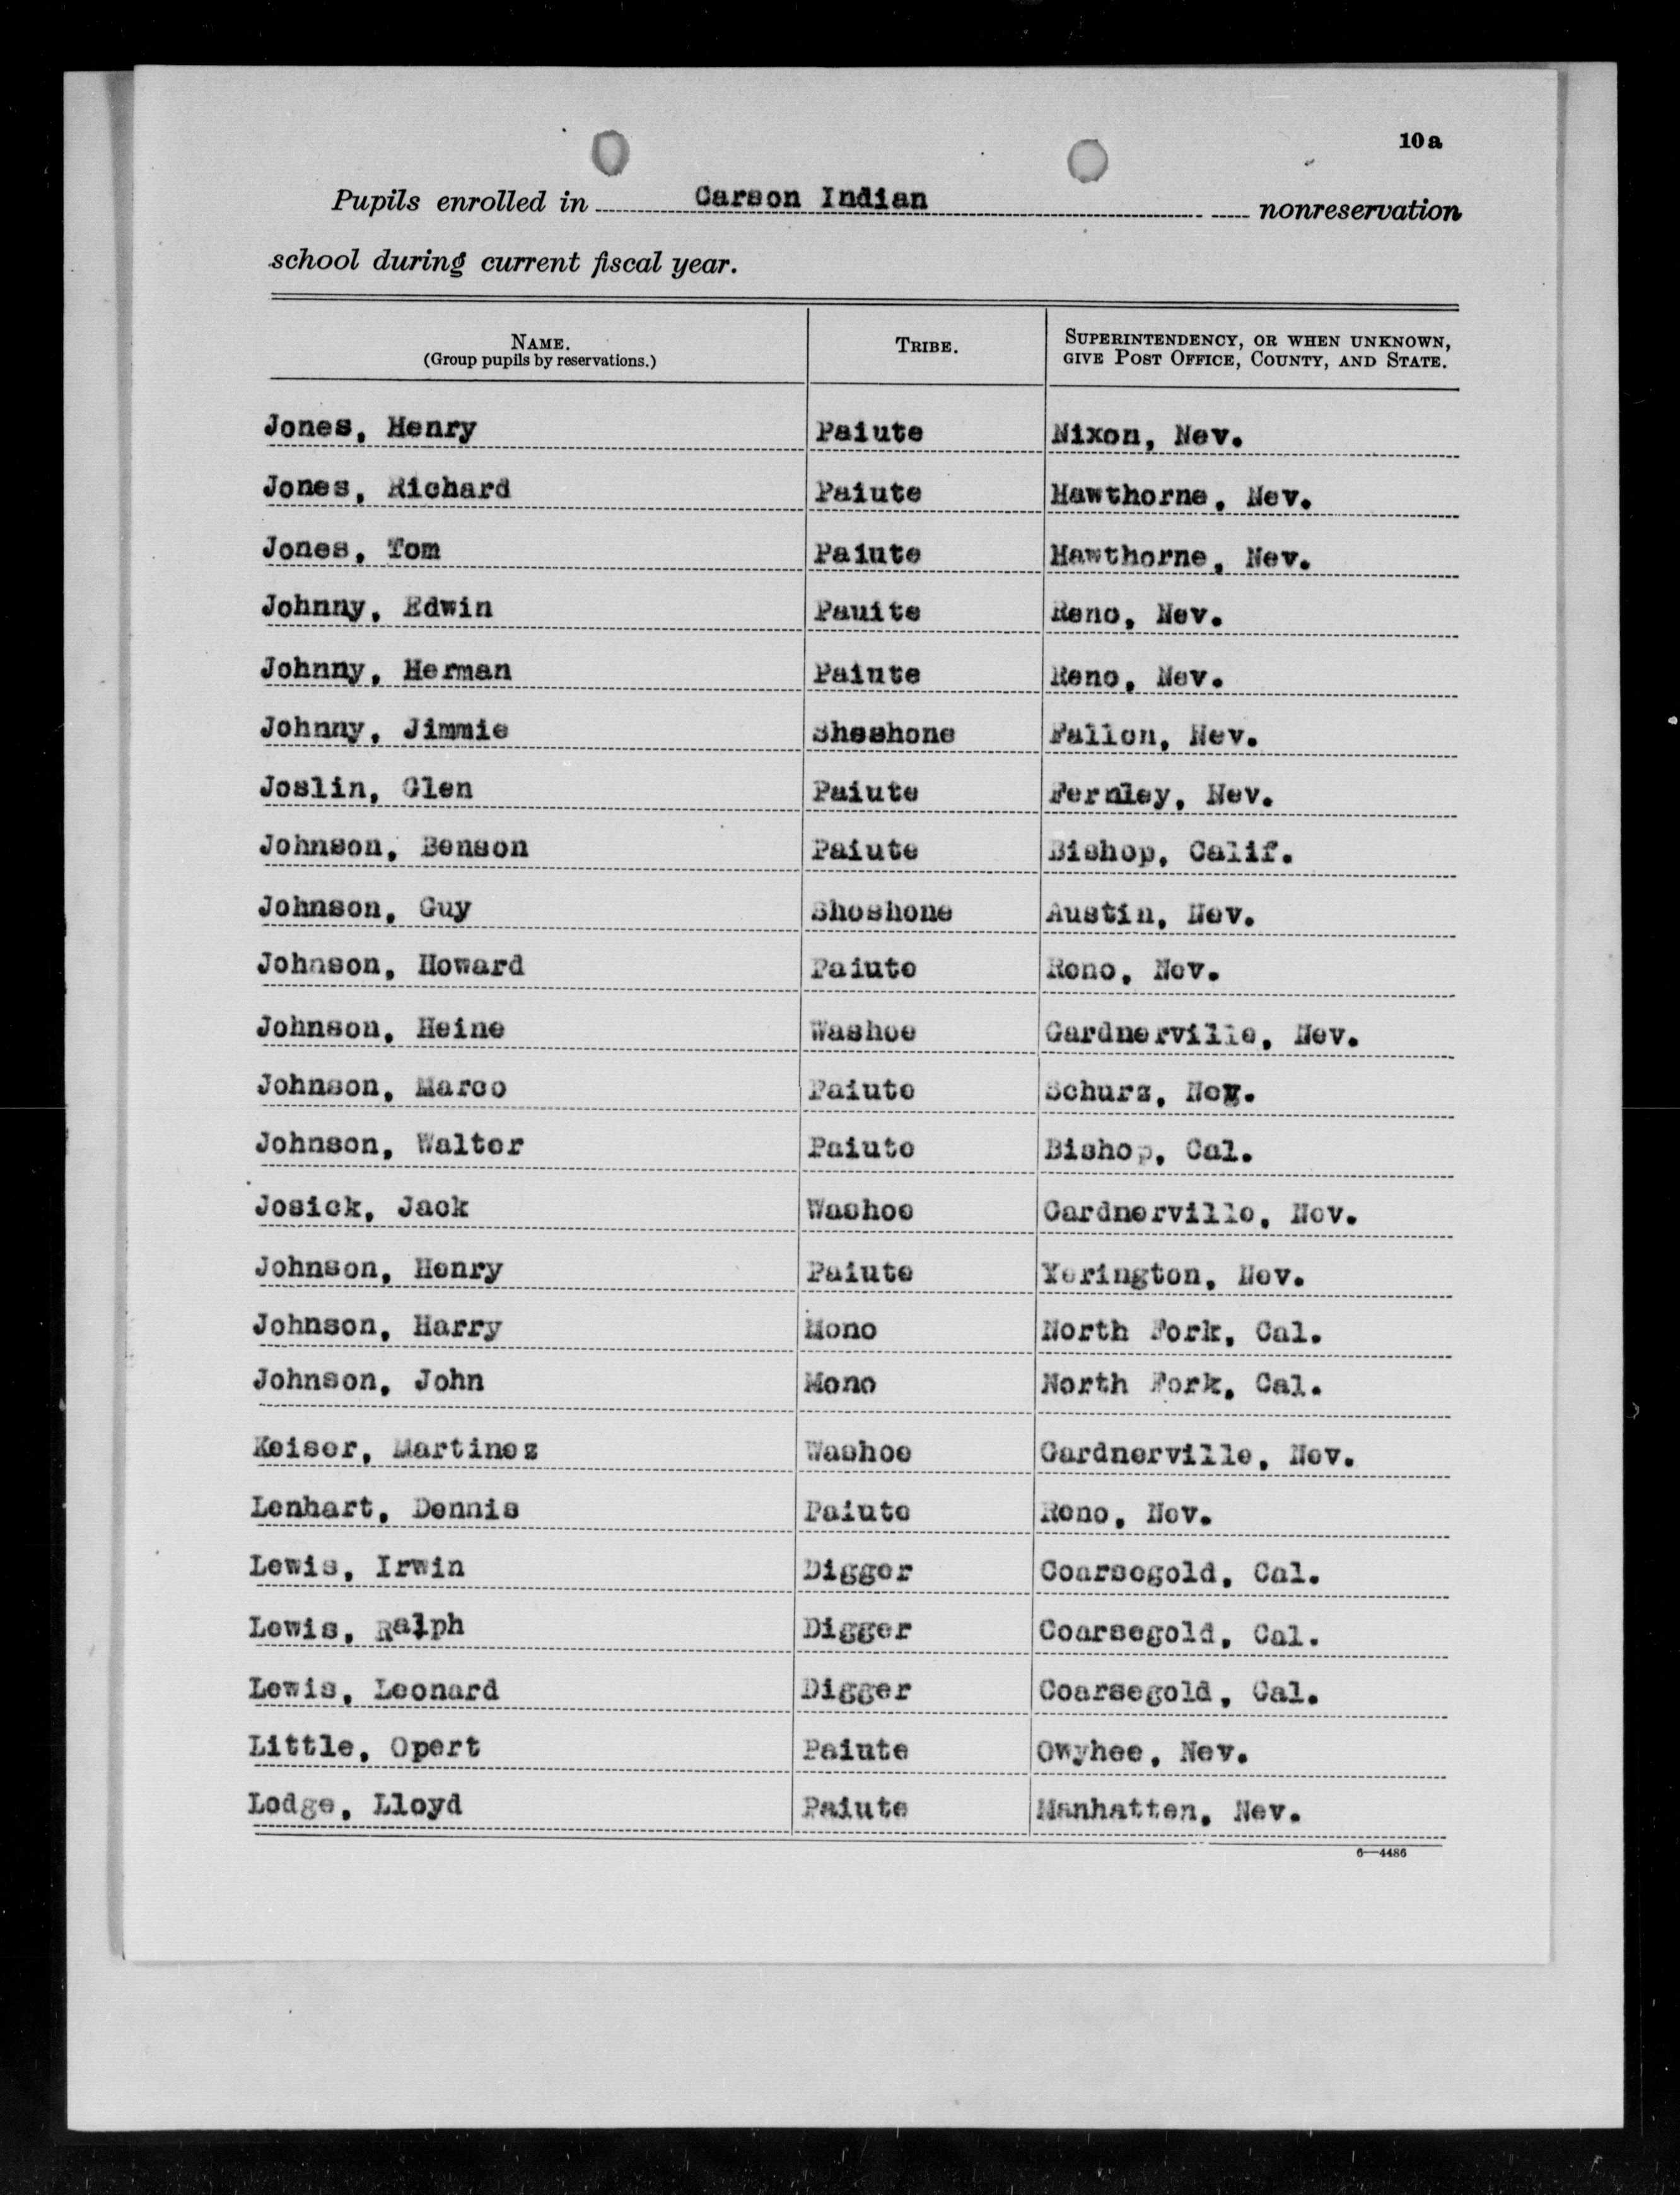 10a
Pupils enrolled in Carson Indian nonreservation
school during current fiscal year.
NAME. (Group pupils by reservations.) TRIBE. SUPERINTENDENCY, OR WHEN UNKNOWN, GIVE POST OFFICE, COUNTY, AND STATE.
Jones, Henry Paiute Nixon, Nev.
Jones, Richard Paiute Hawthorne, Nev.
Jones, Tom Paiute Hawthorne, Nev.
Johnny, Edwin Pauite Reno, Nev.
Johnny, Herman Paiute Reno, Nev.
Johnny, Jimmie Shoshone Fallon, Nev.
Joslin, Glen Paiute Fernley, Nev.
Johnson, Benson Paiute Bishop, Calif.
Johnson, Guy Shoshone Austin, Nev.
Johnson, Howard Paiute Reno, Nev.
Johnson, Heine Washoe Gardnerville, Nev.
Johnson, Marco Paiute Schurz, Nev.
Johnson, Walter Paiute Bishop, Cal.
Josick, Jack Washoe Gardnerville, Nev.
Johnson, Henry Paiute Yerington, Nev.
Johnson, Harry Mono North Fork, Cal.
Johnson, John Mono North Fork, Cal.
Keiser, Martinez Washoe Gardnerville, Nev.
Lenhart, Dennis Paiute Reno, Nev.
Lewis, Irwin Digger Coarsegold, Cal.
Lewis, Ralph Digger Coarsegold, Cal.
Lewis, Leonard Digger Coarsegold, Cal.
Little, Opert Paiute Owyhee, Nev.
Lodge, Lloyd Paiute Manhatten, Nev.
6—4486